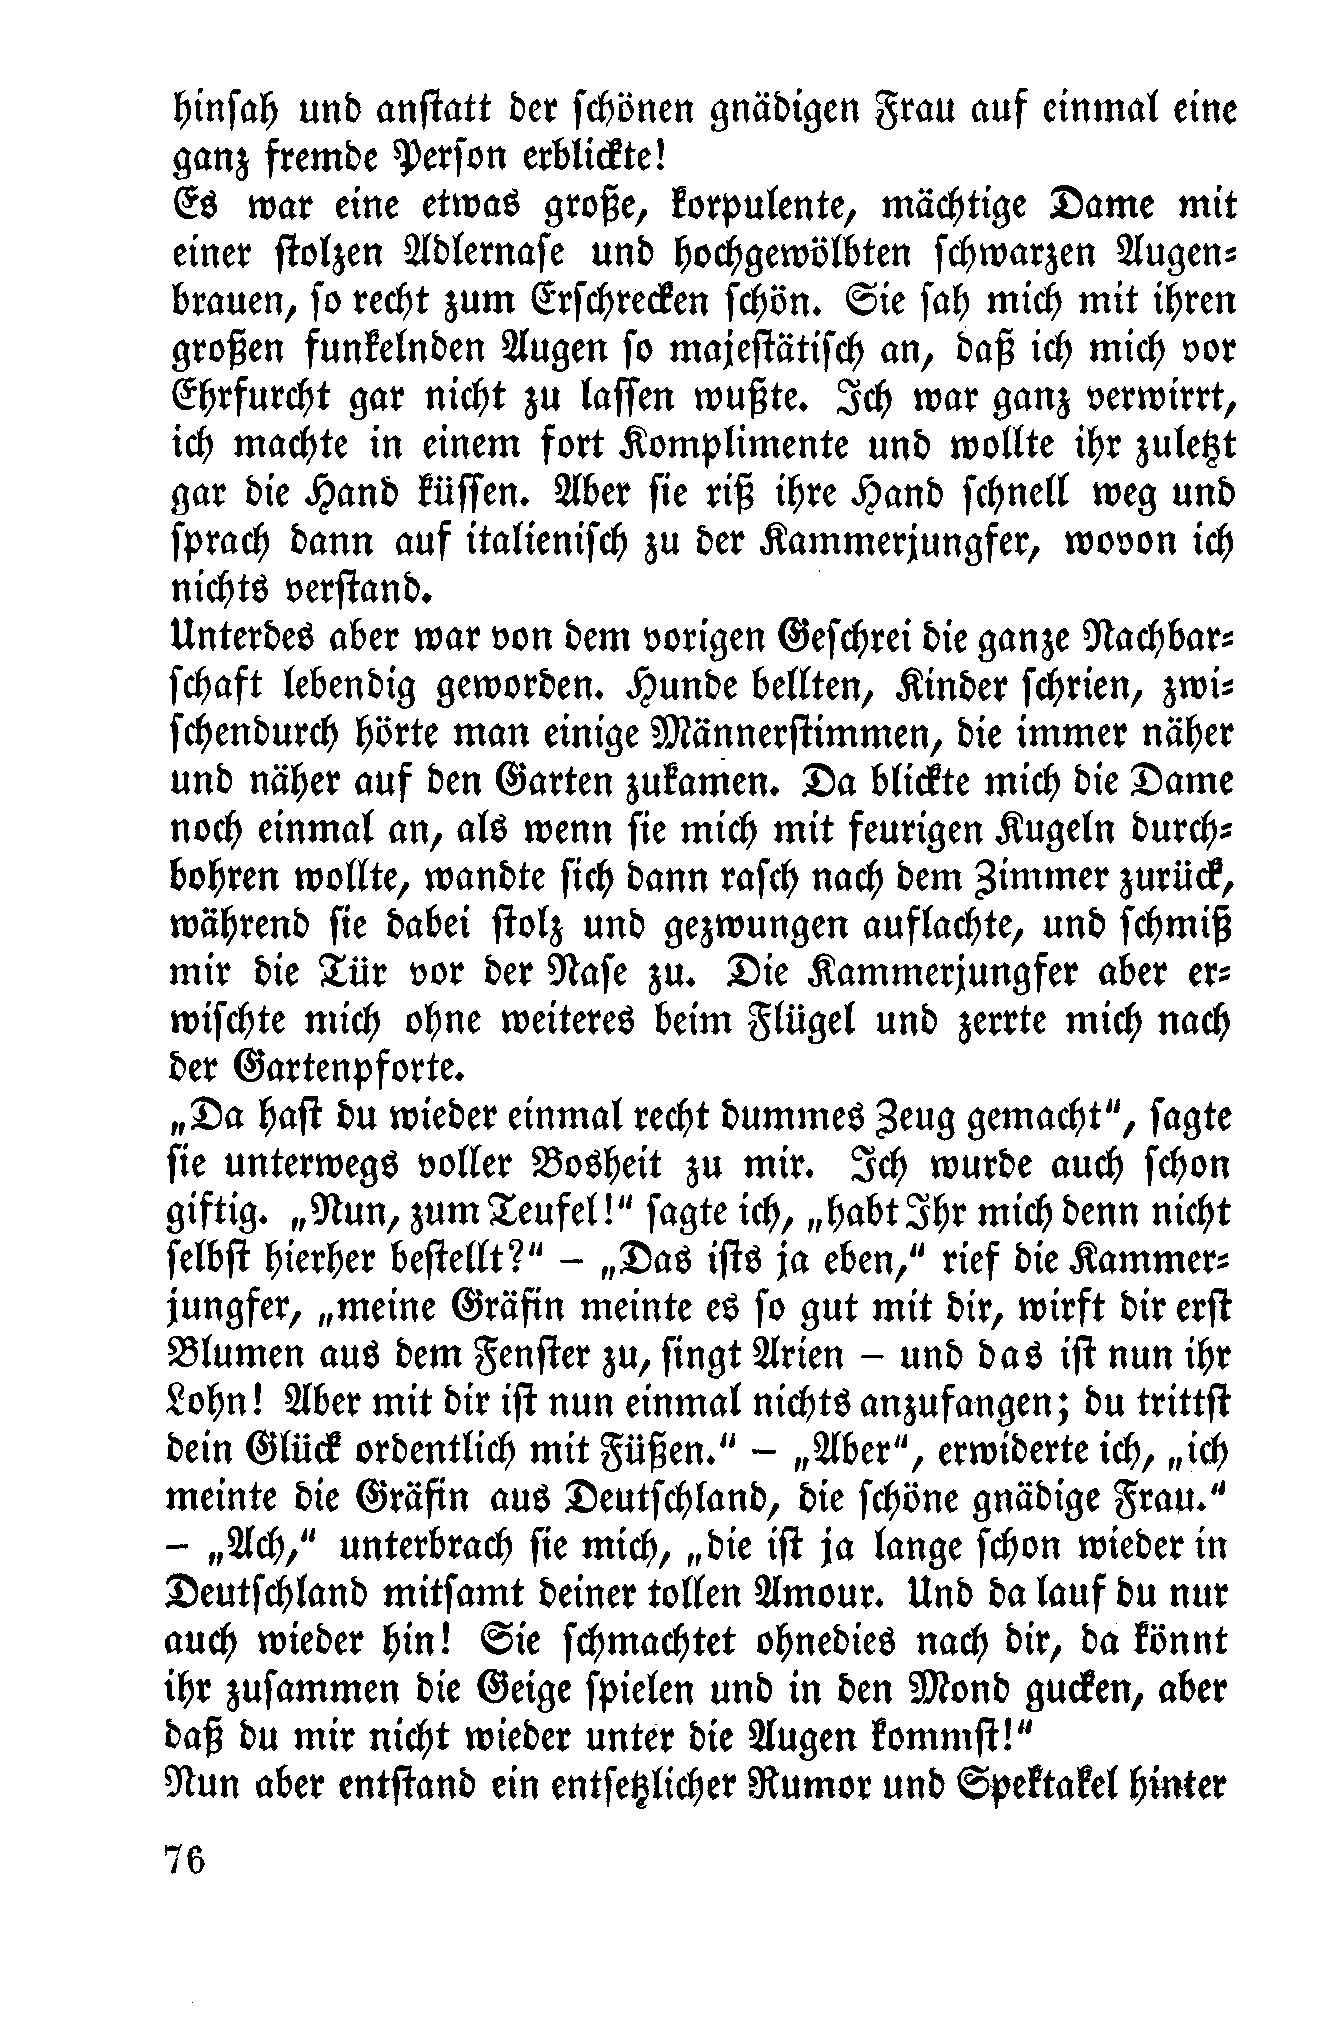 hinsah und anstatt der schönen gnädigen Frau auf einmal eine
ganz fremde Person erblickte!
Es war eine etwas große, korpulente, mächtige Dame mit
einer stolzen Adlernase und hochgewölbten schwarzen Augen-
brauen, so recht zum Erschrecken schön. Sie sah mich mit ihren
großen funkelnden Augen so majestätisch an, daß ich mich vor
Ehrfurcht gar nicht zu lassen wußte. Ich war ganz verwirrt,
ich machte in einem fort Komplimente und wollte ihr zuletzt
gar die Hand küssen. Aber sie riß ihre Hand schnell weg und
sprach dann auf italienisch zu der Kammerjungfer, wovon ich
nichts verstand.
Unterdes aber war von dem vorigen Geschrei die ganze Nachbar-
schaft lebendig geworden. Hunde bellten, Kinder schrien, zwi-
schendurch hörte man einige Männerstimmen, die immer näher
und näher auf den Garten zukamen. Da blickte mich die Dame
noch einmal an, als wenn sie mich mit feurigen Kugeln durch-
bohren wollte, wandte sich dann rasch nach dem Zimmer zurück,
während sie dabei stolz und gezwungen auflachte, und schmiß
mir die Tür vor der Nase zu. Die Kammerjungfer aber er-
wischte mich ohne weiteres beim Flügel und zerrte mich nach
der Gartenpforte.
„Da hast du wieder einmal recht dummes Zeug gemacht“, sagte
sie unterwegs voller Bosheit zu mir. Ich wurde auch schon
giftig. „Nun, zum Teufel!“ sagte ich, „habt Ihr mich denn nicht
selbst hierher bestellt?“ – „Das ists ja eben,“ rief die Kammer-
jungfer, „meine Gräfin meinte es so gut mit dir, wirft dir erst
Blumen aus dem Fenster zu, singt Arien – und das ist nun ihr
Lohn! Aber mit dir ist nun einmal nichts anzufangen; du trittst
dein Glück ordentlich mit Füßen.“ – „Aber“, erwiderte ich, „ich
meinte die Gräfin aus Deutschland, die schöne gnädige Frau.“
– „Ach,“ unterbrach sie mich, „die ist ja lange schon wieder in
Deutschland mitsamt deiner tollen Amour. Und da lauf du nur
auch wieder hin! Sie schmachtet ohnedies nach dir, da könnt
ihr zusammen die Geige spielen und in den Mond gucken, aber
daß du mir nicht wieder unter die Augen kommst!“
Nun aber entstand ein entsetzlicher Rumor und Spektakel hinter
76